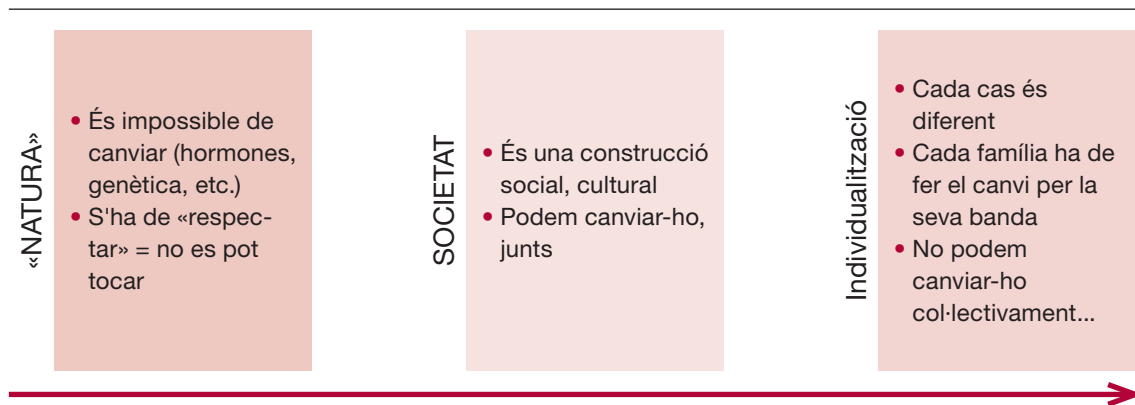 «NATURA»
• És impossible de
canviar (hormones,
genètica, etc.)
• S'ha de «respec-
tar» = no es pot
tocar
SOCIETAT
• És una construcció
social, cultural
• Podem canviar-ho,
junts
Individualització
• Cada cas és
diferent
• Cada família ha de
fer el canvi per la
seva banda
• No podem
canviar-ho
col·lectivament...